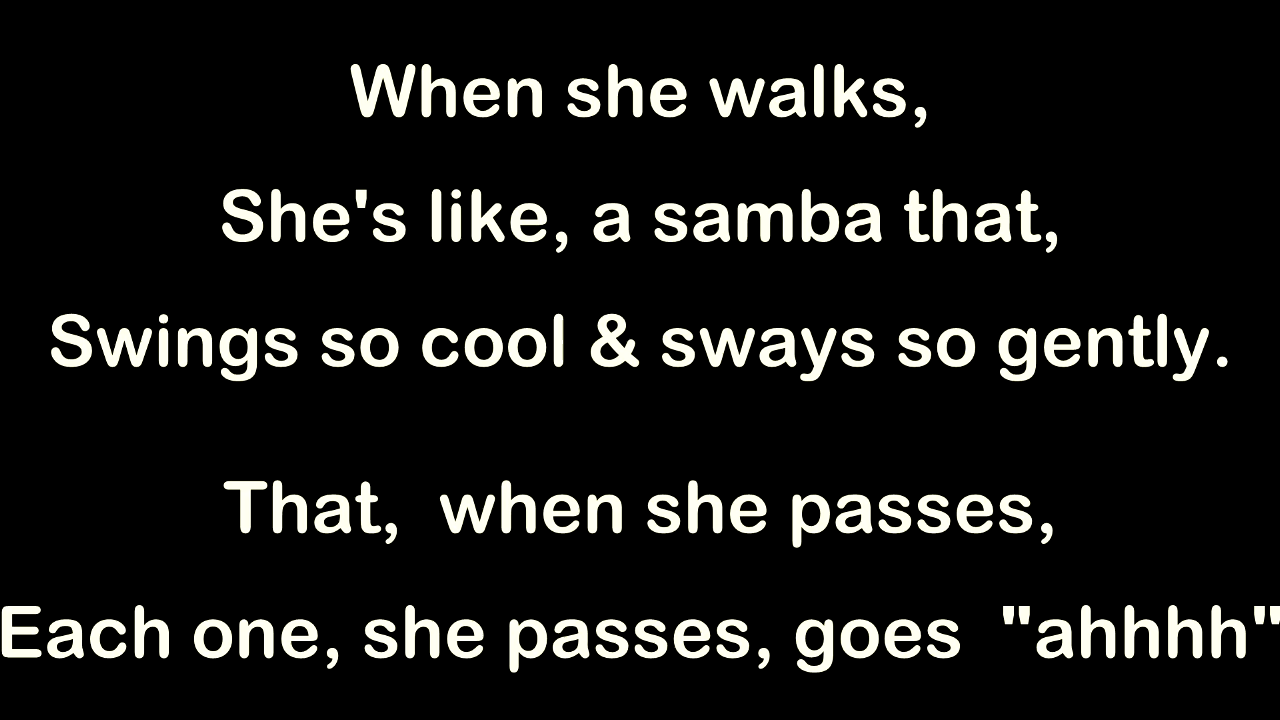 When she walks,
She's like, a samba that,
Swings so cool & sways so gently.
That,  when she passes,
Each one, she passes, goes  "ahhhh"